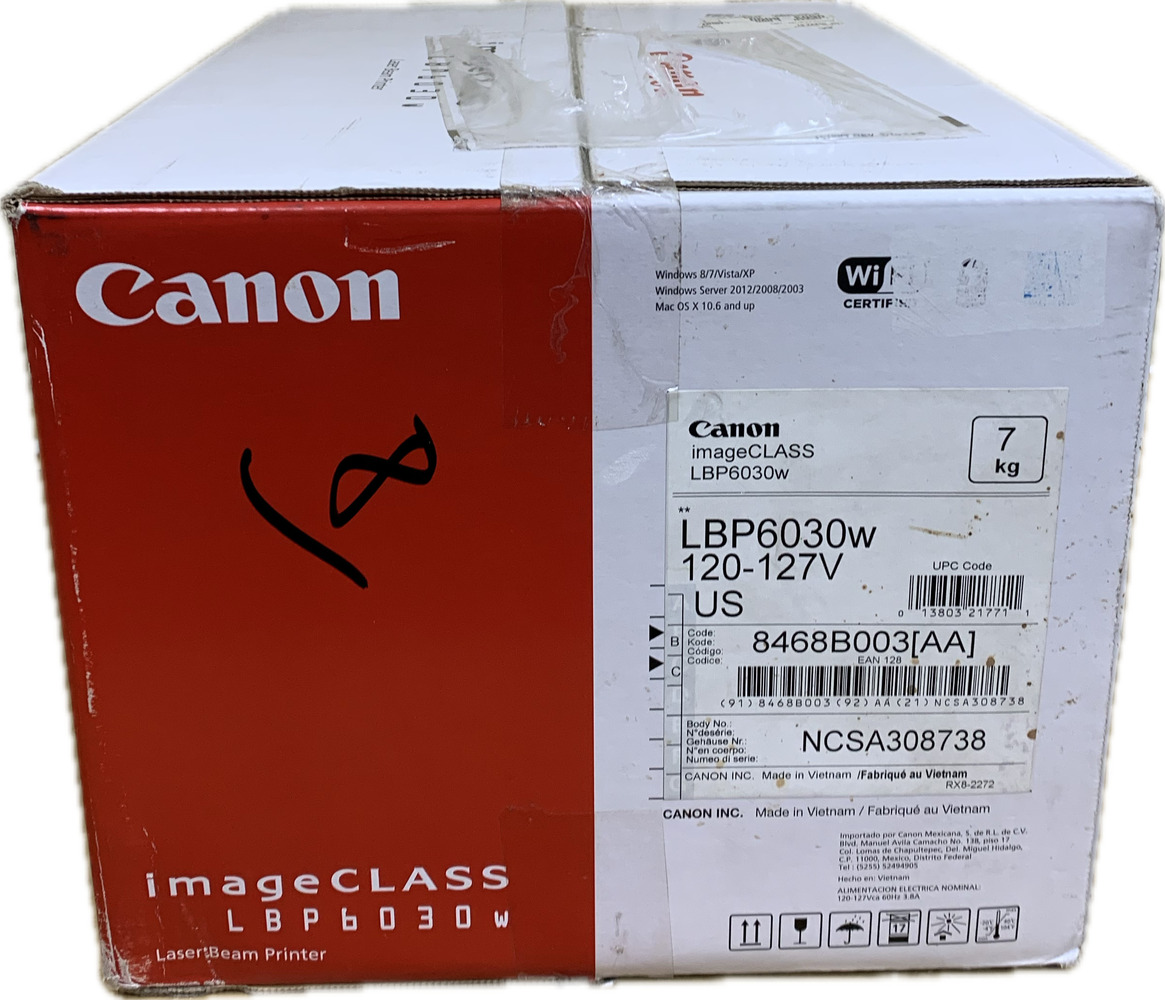 Canon
imageCLASS
LBP6030w
Laser Beam Printer
Windows 8/7/Vista/XP
Windows Server 2012/2008/2003
Mac OS X 10.6 and up
Wi
Canon
imageCLASS
LBP6030w
7
kg
**
LBP6030w
120-127V
US
UPC Code
0 13803 21771 1
B
C
Code:
Kode:
Código:
Codice:
8468B003[AA]
EAN 128
(91)8468B003(92)AA(21)NCSA308738
Body No.:
N°desérie:
Gehäuse Nr.:
N°en coerpo:
Numeo di serie:
NCSA308738
CANON INC. Made in Vietnam /Fabriqué au Vietnam
RX8-2272
CANON INC. Made in Vietnam / Fabriqué au Vietnam
Importado por Canon Mexicana, S. de R.L. de C.V.
Blvd. Manuel Avila Camacho No. 138, piso 17
Col. Lomas de Chapultepec, Del. Miguel Hidalgo,
C.P. 11000, Mexico, Distrito Federal
Tel : (5255) 52494905
Hecho en: Vietnam
ALIMENTACION ELECTRICA NOMINAL:
120-127Vca 60Hz 3.8A
17